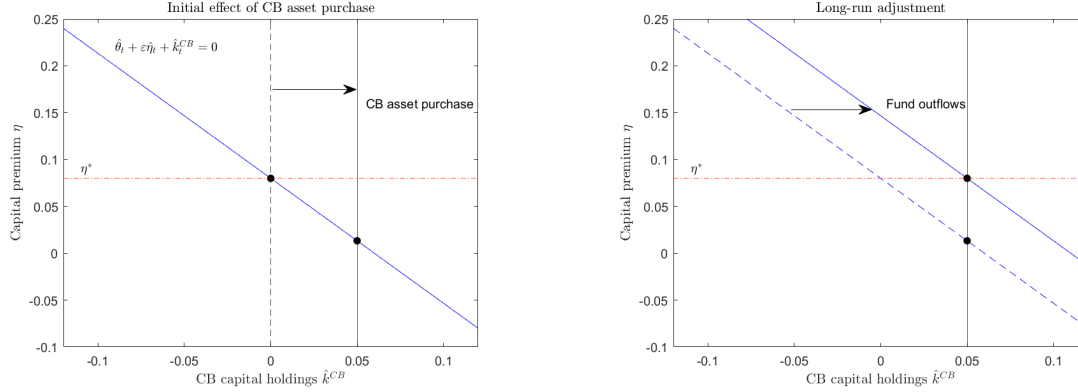 Initial effect of CB asset purchase
0.25
0.2
0.15
0.1
0.05
0
-0.05
-0.1
Capital premium η
θ̂ₜ + εη̂ₜ + k̂ₜᶜᴮ = 0
CB asset purchase
η*
-0.1
-0.05
0
0.05
0.1
CB capital holdings k̂ᶜᴮ
Long-run adjustment
0.25
0.2
0.15
0.1
0.05
0
-0.05
-0.1
Capital premium η
Fund outflows
η*
-0.1
-0.05
0
0.05
0.1
CB capital holdings k̂ᶜᴮ